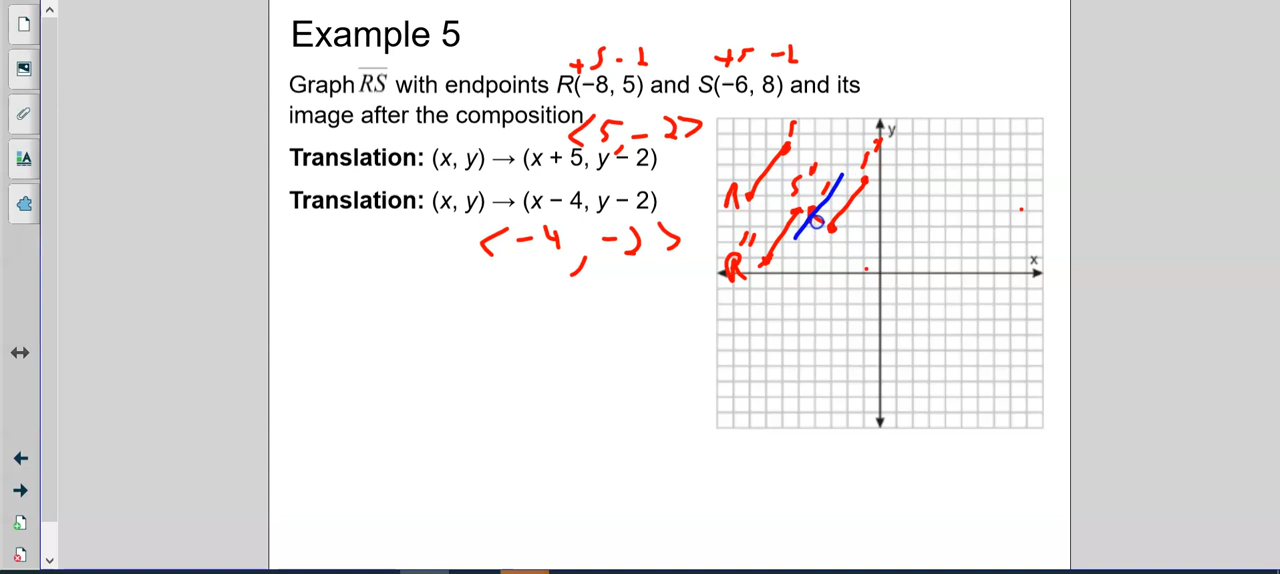 Example 5
+5 -2 +5 -2
Graph RS with endpoints R(−8, 5) and S(−6, 8) and its
image after the composition.
<5, -2>
Translation: (x, y) → (x + 5, y − 2)
Translation: (x, y) → (x − 4, y − 2)
<-4, -2>
y
R
S'
R''
x